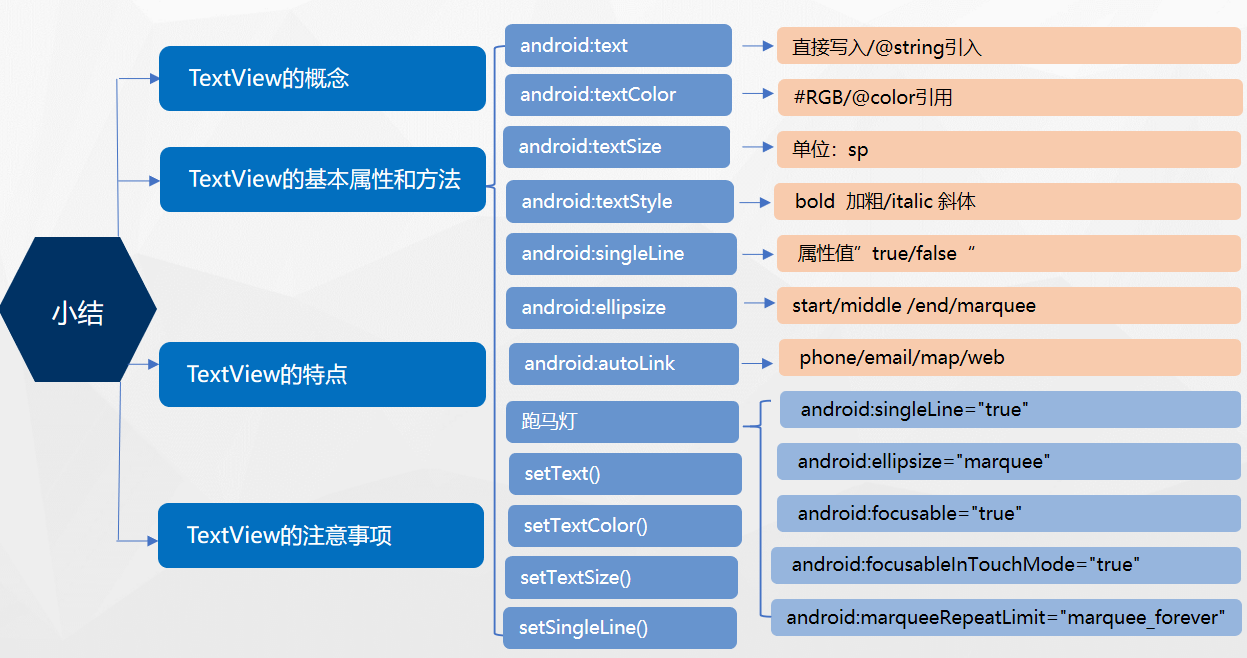 小结
TextView的概念
TextView的基本属性和方法
TextView的特点
TextView的注意事项
android:text
直接写入/@string引入
android:textColor
#RGB/@color引用
android:textSize
单位：sp
android:textStyle
bold 加粗/italic 斜体
android:singleLine
属性值”true/false“
android:ellipsize
start/middle /end/marquee
android:autoLink
phone/email/map/web
跑马灯
android:singleLine="true"
android:ellipsize="marquee"
android:focusable="true"
android:focusableInTouchMode="true"
android:marqueeRepeatLimit="marquee_forever"
setText()
setTextColor()
setTextSize()
setSingleLine()